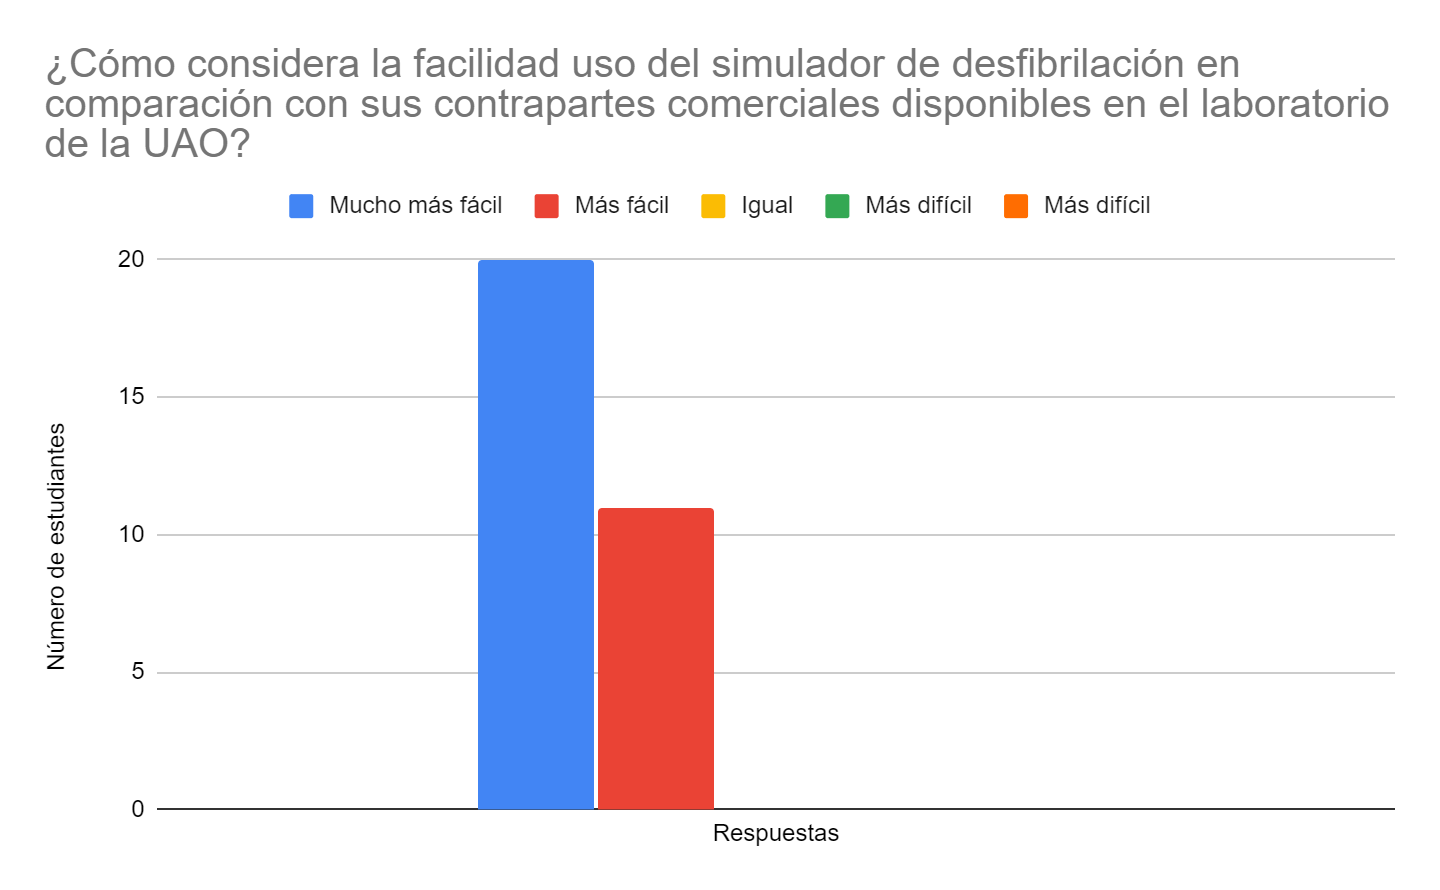 ¿Cómo considera la facilidad uso del simulador de desfibrilación en
comparación con sus contrapartes comerciales disponibles en el laboratorio
de la UAO?
Mucho más fácil
Más fácil
Igual
Más difícil
Más difícil
20
15
10
5
0
Número de estudiantes
Respuestas